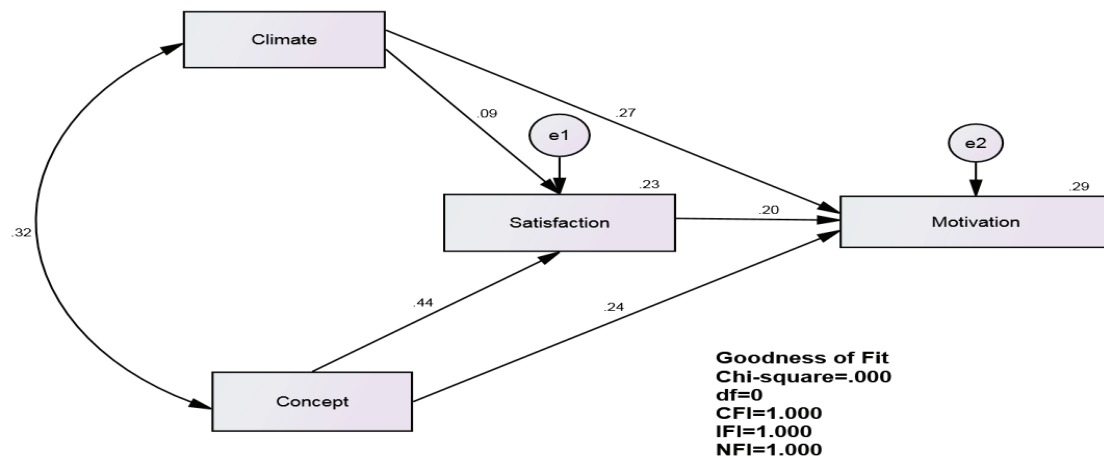 Climate
.09
.27
e1
e2
.23
.29
Satisfaction
.20
Motivation
.32
.44
.24
Concept
Goodness of Fit
Chi-square=.000
df=0
CFI=1.000
IFI=1.000
NFI=1.000